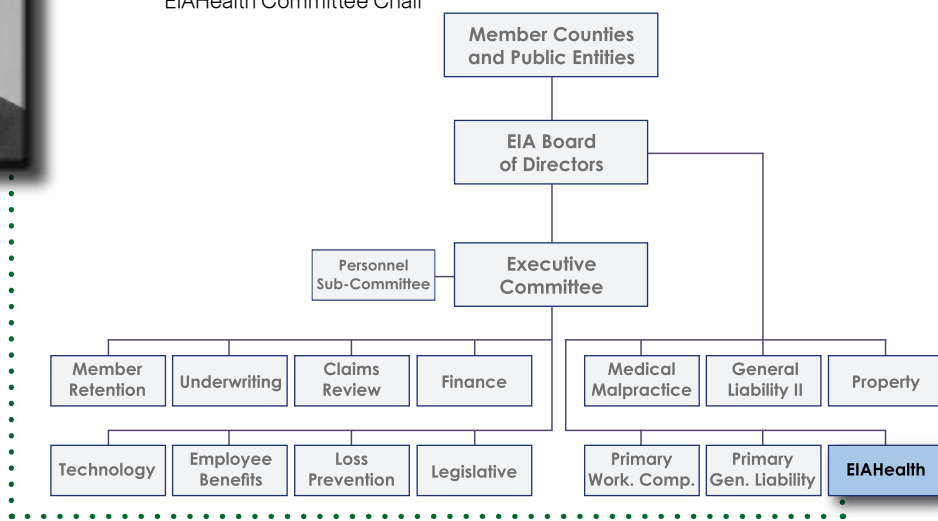 EIAHealth Committee Chair
Member Counties
and Public Entities
EIA Board
of Directors
Executive
Committee
Personnel
Sub-Committee
Member
Retention
Underwriting
Claims
Review
Finance
Medical
Malpractice
General
Liability II
Property
Technology
Employee
Benefits
Loss
Prevention
Legislative
Primary
Work. Comp.
Primary
Gen. Liability
EIAHealth